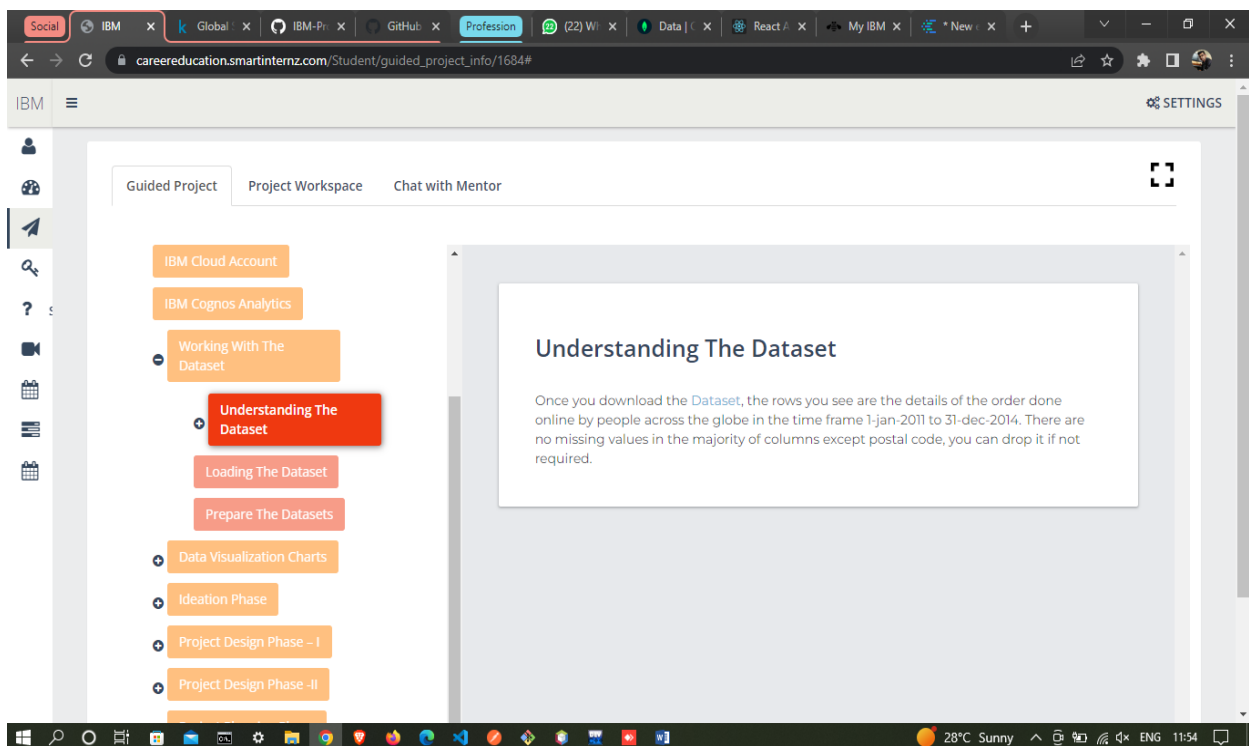 Social
IBM
Global S
IBM-Pro
GitHub
Profession
(22) Wh
Data | C
React A
My IBM
* New c
careereducation.smartinternz.com/Student/guided_project_info/1684#
IBM
SETTINGS
Guided Project
Project Workspace
Chat with Mentor
IBM Cloud Account
IBM Cognos Analytics
Working With The
Dataset
Understanding The
Dataset
Loading The Dataset
Prepare The Datasets
Data Visualization Charts
Ideation Phase
Project Design Phase – I
Project Design Phase -II
Understanding The Dataset
Once you download the Dataset, the rows you see are the details of the order done
online by people across the globe in the time frame 1-jan-2011 to 31-dec-2014. There are
no missing values in the majority of columns except postal code, you can drop it if not
required.
28°C Sunny
ENG
11:54